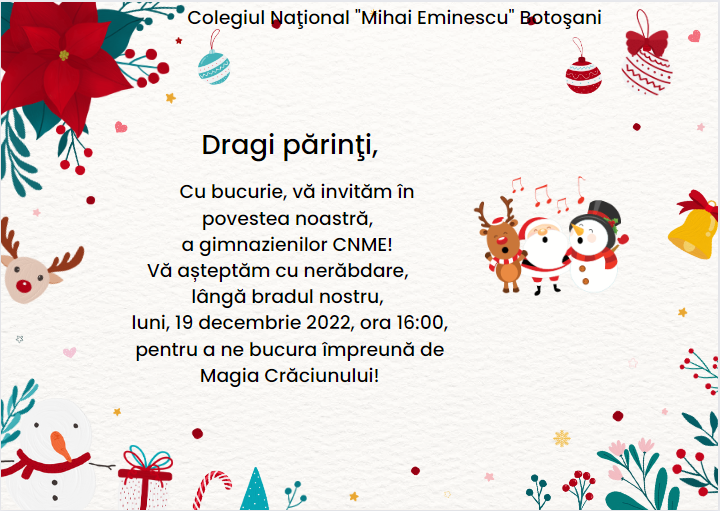 Colegiul Naţional "Mihai Eminescu" Botoşani
Dragi părinţi,
Cu bucurie, vă invităm în
povestea noastră,
a gimnazienilor CNME!
Vă așteptăm cu nerăbdare,
lângă bradul nostru,
luni, 19 decembrie 2022, ora 16:00,
pentru a ne bucura împreună de
Magia Crăciunului!